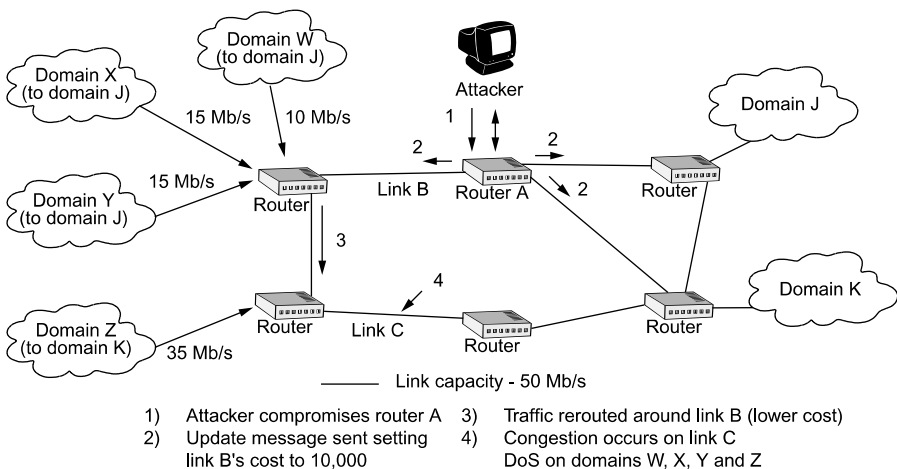 Domain W
(to domain J)
Domain X
(to domain J)
Attacker
15 Mb/s
10 Mb/s
1
Domain J
2
2
15 Mb/s
Link B
2
Router
Router A
Router
Domain Y
(to domain J)
3
4
Domain K
Domain Z
(to domain K)
Router
Link C
Router
Router
35 Mb/s
Link capacity - 50 Mb/s
1) Attacker compromises router A
2) Update message sent setting
link B's cost to 10,000
3) Traffic rerouted around link B (lower cost)
4) Congestion occurs on link C
DoS on domains W, X, Y and Z